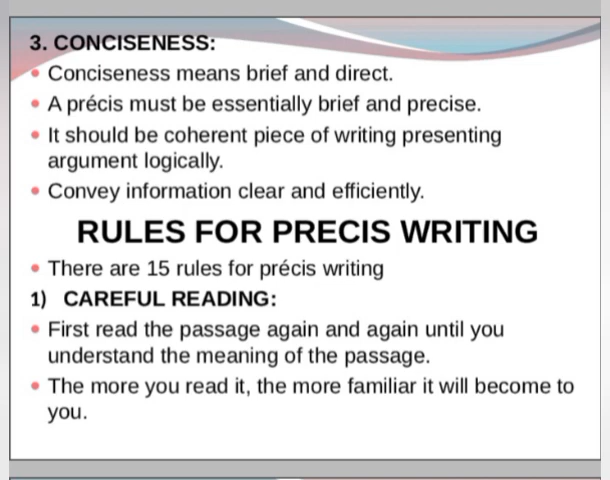 3. CONCISENESS:
• Conciseness means brief and direct.
• A précis must be essentially brief and precise.
• It should be coherent piece of writing presenting
argument logically.
• Convey information clear and efficiently.
RULES FOR PRECIS WRITING
• There are 15 rules for précis writing
1) CAREFUL READING:
• First read the passage again and again until you
understand the meaning of the passage.
• The more you read it, the more familiar it will become to
you.